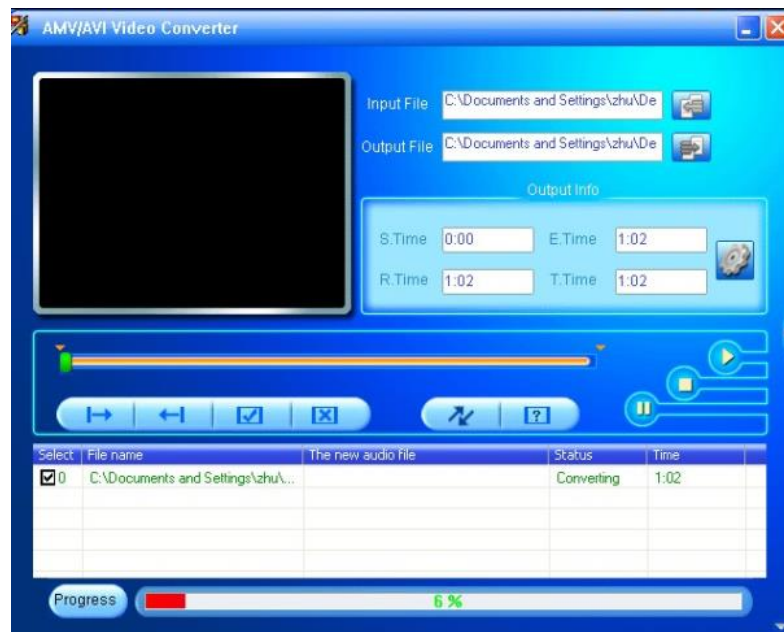 AMV/AVI Video Converter
Input File C:\Documents and Settings\zhu\De
Output File C:\Documents and Settings\zhu\De
Output Info
S.Time 0:00 E.Time 1:02
R.Time 1:02 T.Time 1:02
Select File name The new audio file Status Time
0 C:\Documents and Settings\zhu\... Converting 1:02
Progress 6 %